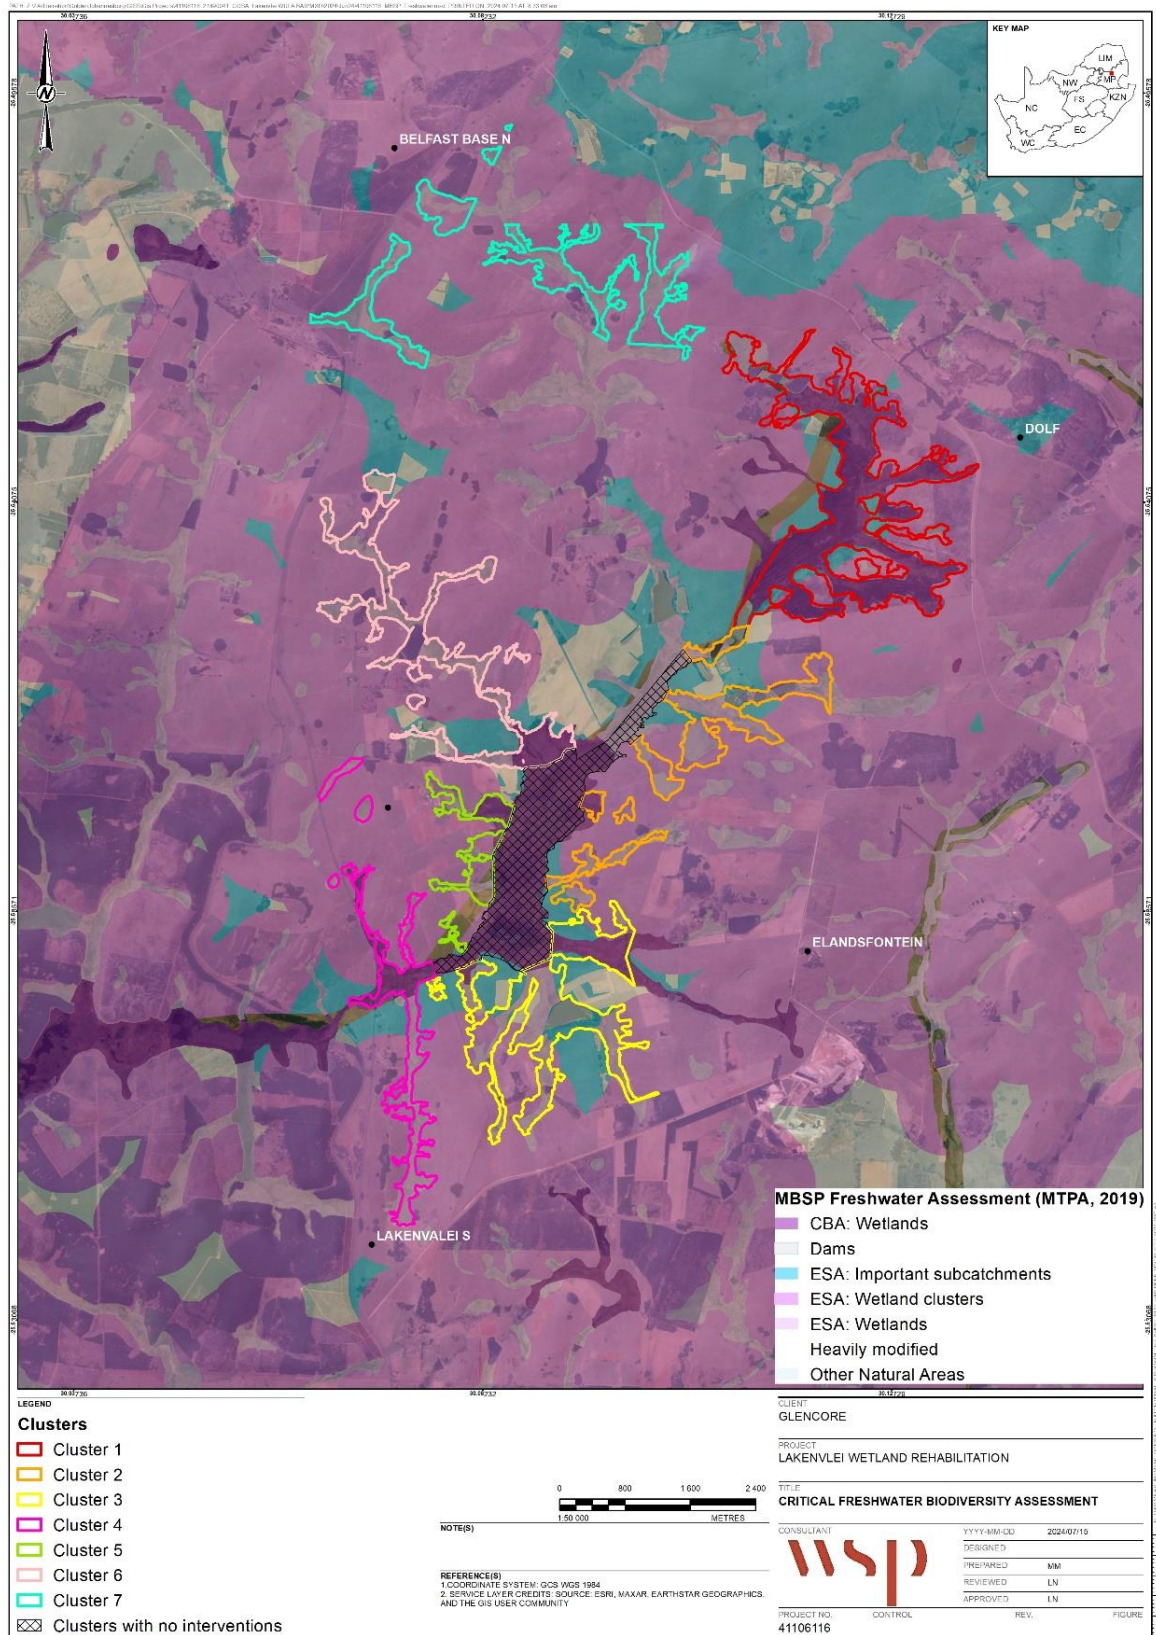 KEY MAP
LIM
NW
MP
FS
KZN
NC
EC
WC
N
BELFAST BASE N
DOLF
ELANDSFONTEIN
LAKENVALEI S
MBSP Freshwater Assessment (MTPA, 2019)
CBA: Wetlands
Dams
ESA: Important subcatchments
ESA: Wetland clusters
ESA: Wetlands
Heavily modified
Other Natural Areas
LEGEND
Clusters
Cluster 1
Cluster 2
Cluster 3
Cluster 4
Cluster 5
Cluster 6
Cluster 7
Clusters with no interventions
0 800 1 600 2 400
1:50 000 METRES
NOTE(S)
REFERENCE(S)
1.COORDINATE SYSTEM: GCS WGS 1984
2. SERVICE LAYER CREDITS: SOURCE: ESRI, MAXAR, EARTHSTAR GEOGRAPHICS,
AND THE GIS USER COMMUNITY
CLIENT
GLENCORE
PROJECT
LAKENVLEI WETLAND REHABILITATION
TITLE
CRITICAL FRESHWATER BIODIVERSITY ASSESSMENT
CONSULTANT
wsp
YYYY-MM-DD 2024/07/15
DESIGNED
PREPARED MM
REVIEWED LN
APPROVED LN
PROJECT NO. CONTROL REV. FIGURE
41106116